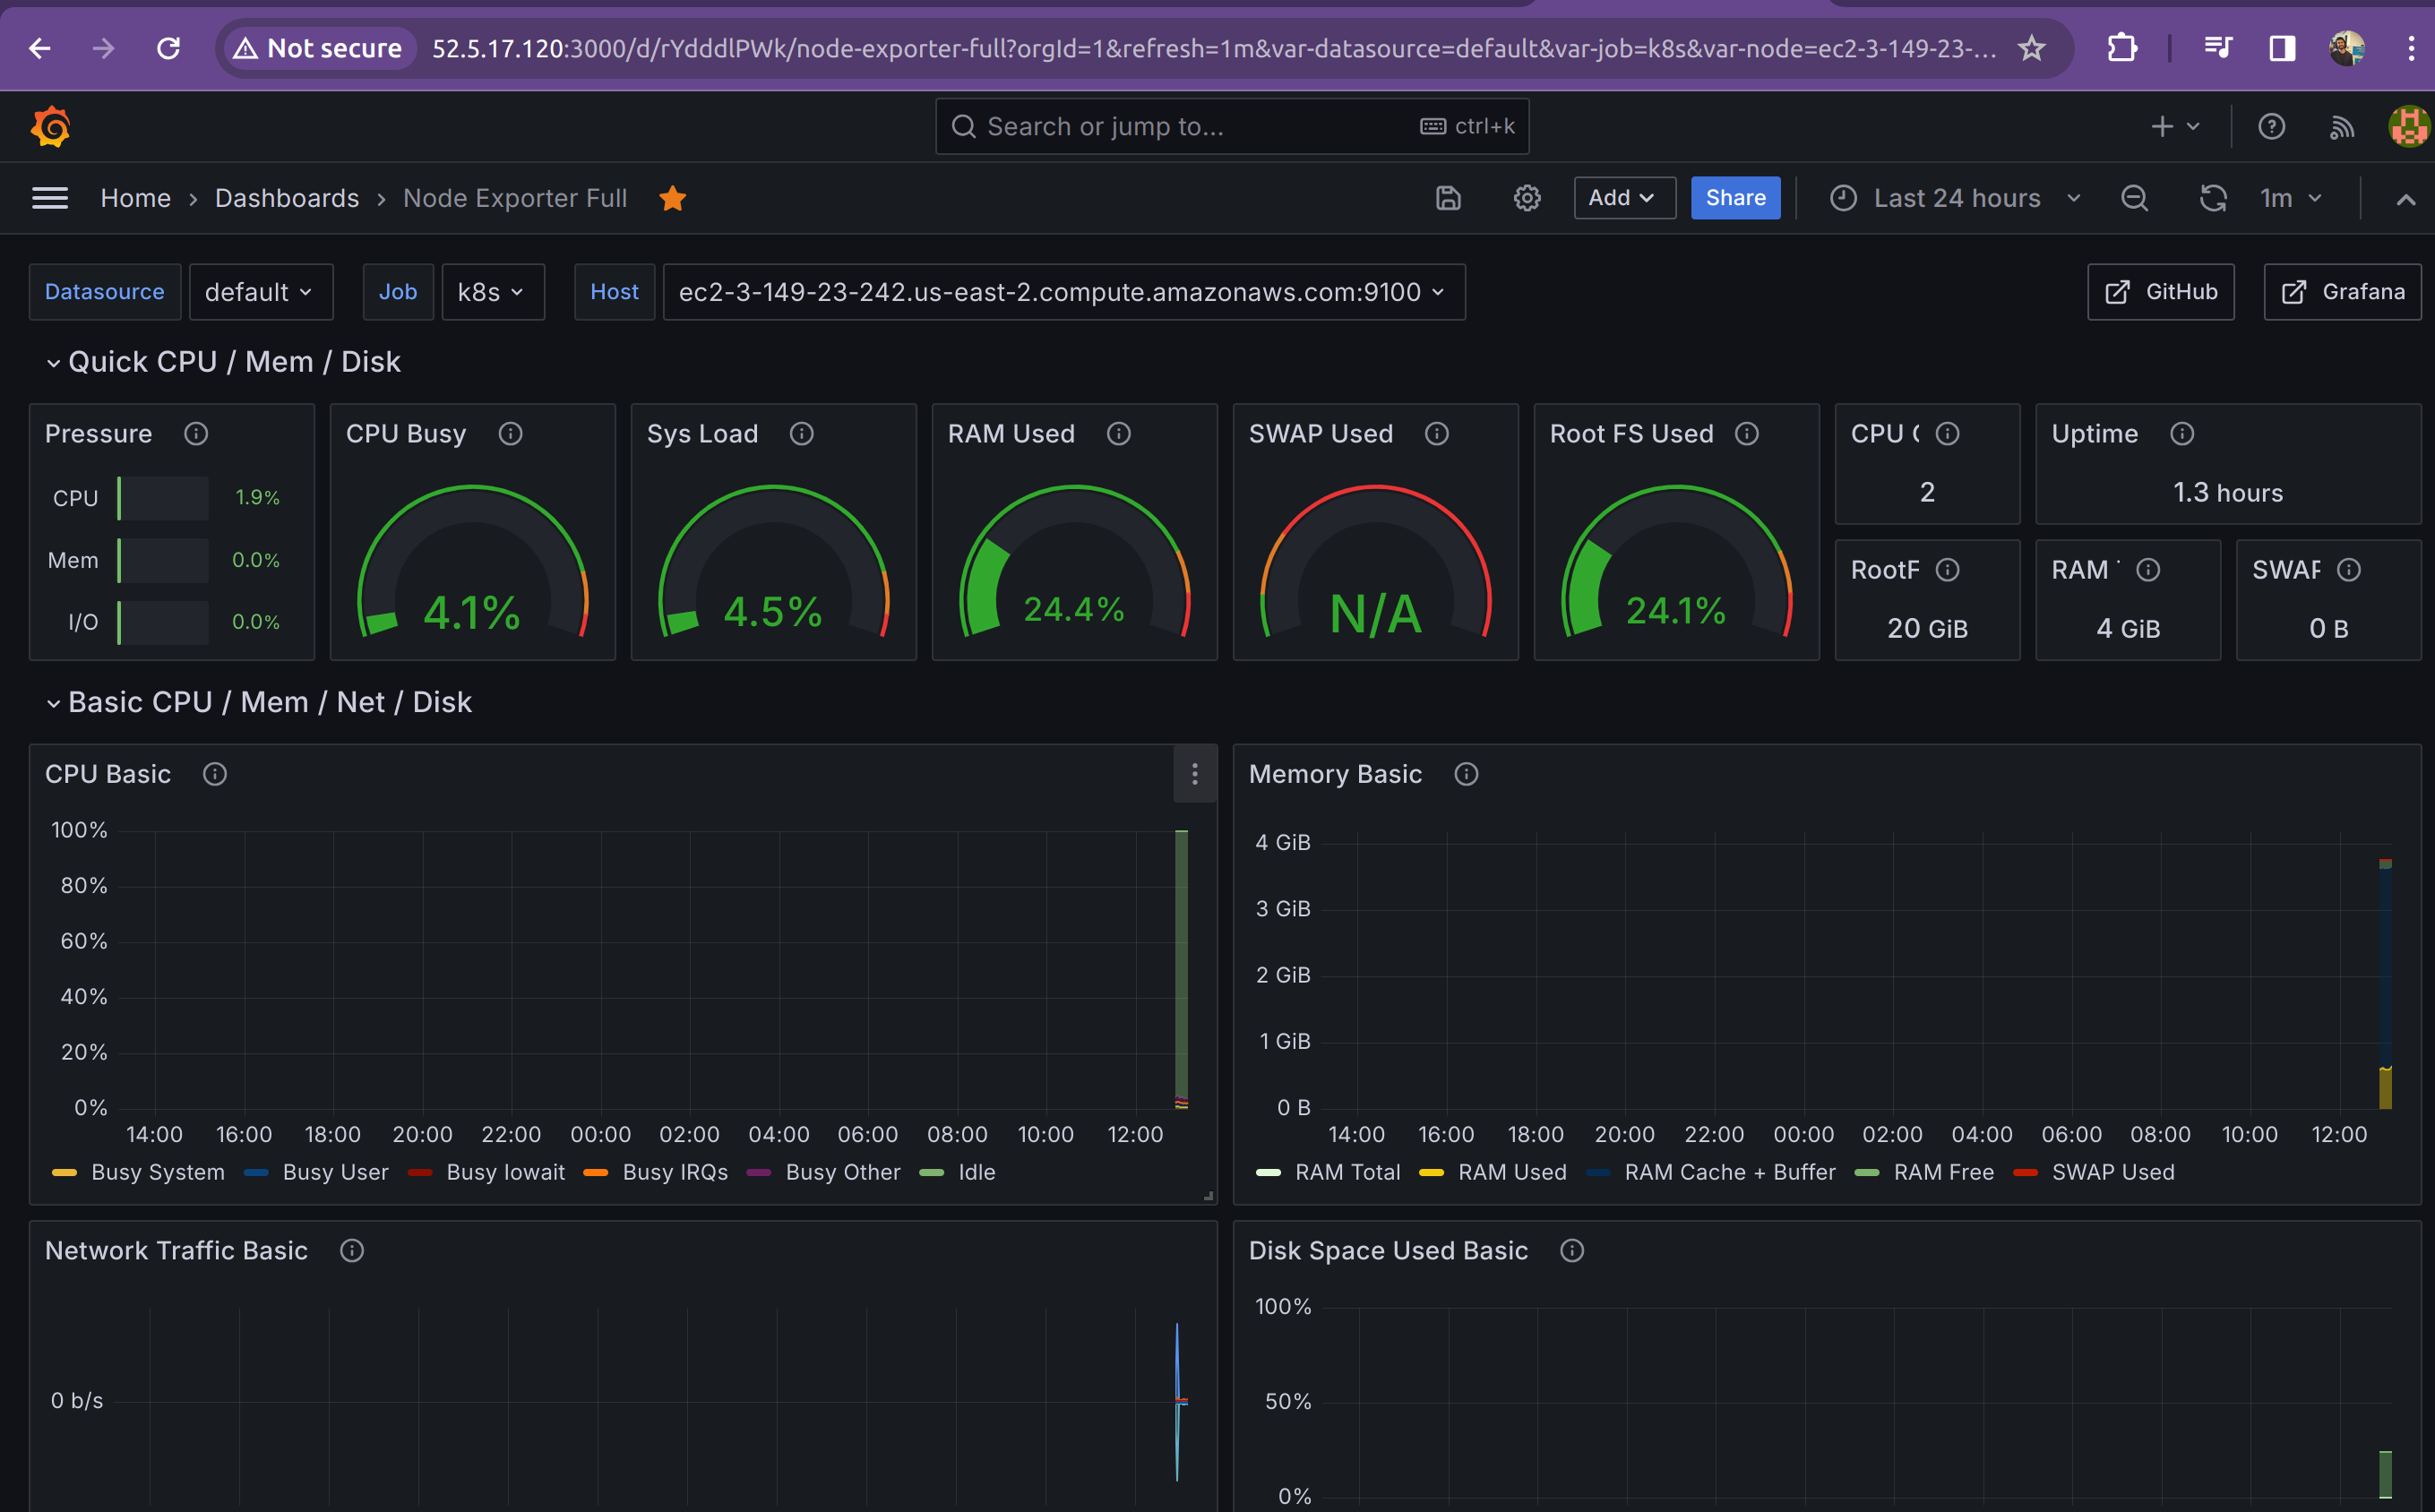 Not secure 52.5.17.120:3000/d/rYdddlPWk/node-exporter-full?orgId=1&refresh=1m&var-datasource=default&var-job=k8s&var-node=ec2-3-149-23-...
Search or jump to... ctrl+k
Home › Dashboards › Node Exporter Full Add Share Last 24 hours 1m
Datasource default Job k8s Host ec2-3-149-23-242.us-east-2.compute.amazonaws.com:9100 GitHub Grafana
Quick CPU / Mem / Disk
Pressure
CPU 1.9%
Mem 0.0%
I/O 0.0%
CPU Busy
4.1%
Sys Load
4.5%
RAM Used
24.4%
SWAP Used
N/A
Root FS Used
24.1%
CPU
2
Uptime
1.3 hours
RootF
20 GiB
RAM
4 GiB
SWAP
0 B
Basic CPU / Mem / Net / Disk
CPU Basic
100%
80%
60%
40%
20%
0%
14:00 16:00 18:00 20:00 22:00 00:00 02:00 04:00 06:00 08:00 10:00 12:00
Busy System Busy User Busy Iowait Busy IRQs Busy Other Idle
Memory Basic
4 GiB
3 GiB
2 GiB
1 GiB
0 B
14:00 16:00 18:00 20:00 22:00 00:00 02:00 04:00 06:00 08:00 10:00 12:00
RAM Total RAM Used RAM Cache + Buffer RAM Free SWAP Used
Network Traffic Basic
0 b/s
Disk Space Used Basic
100%
50%
0%